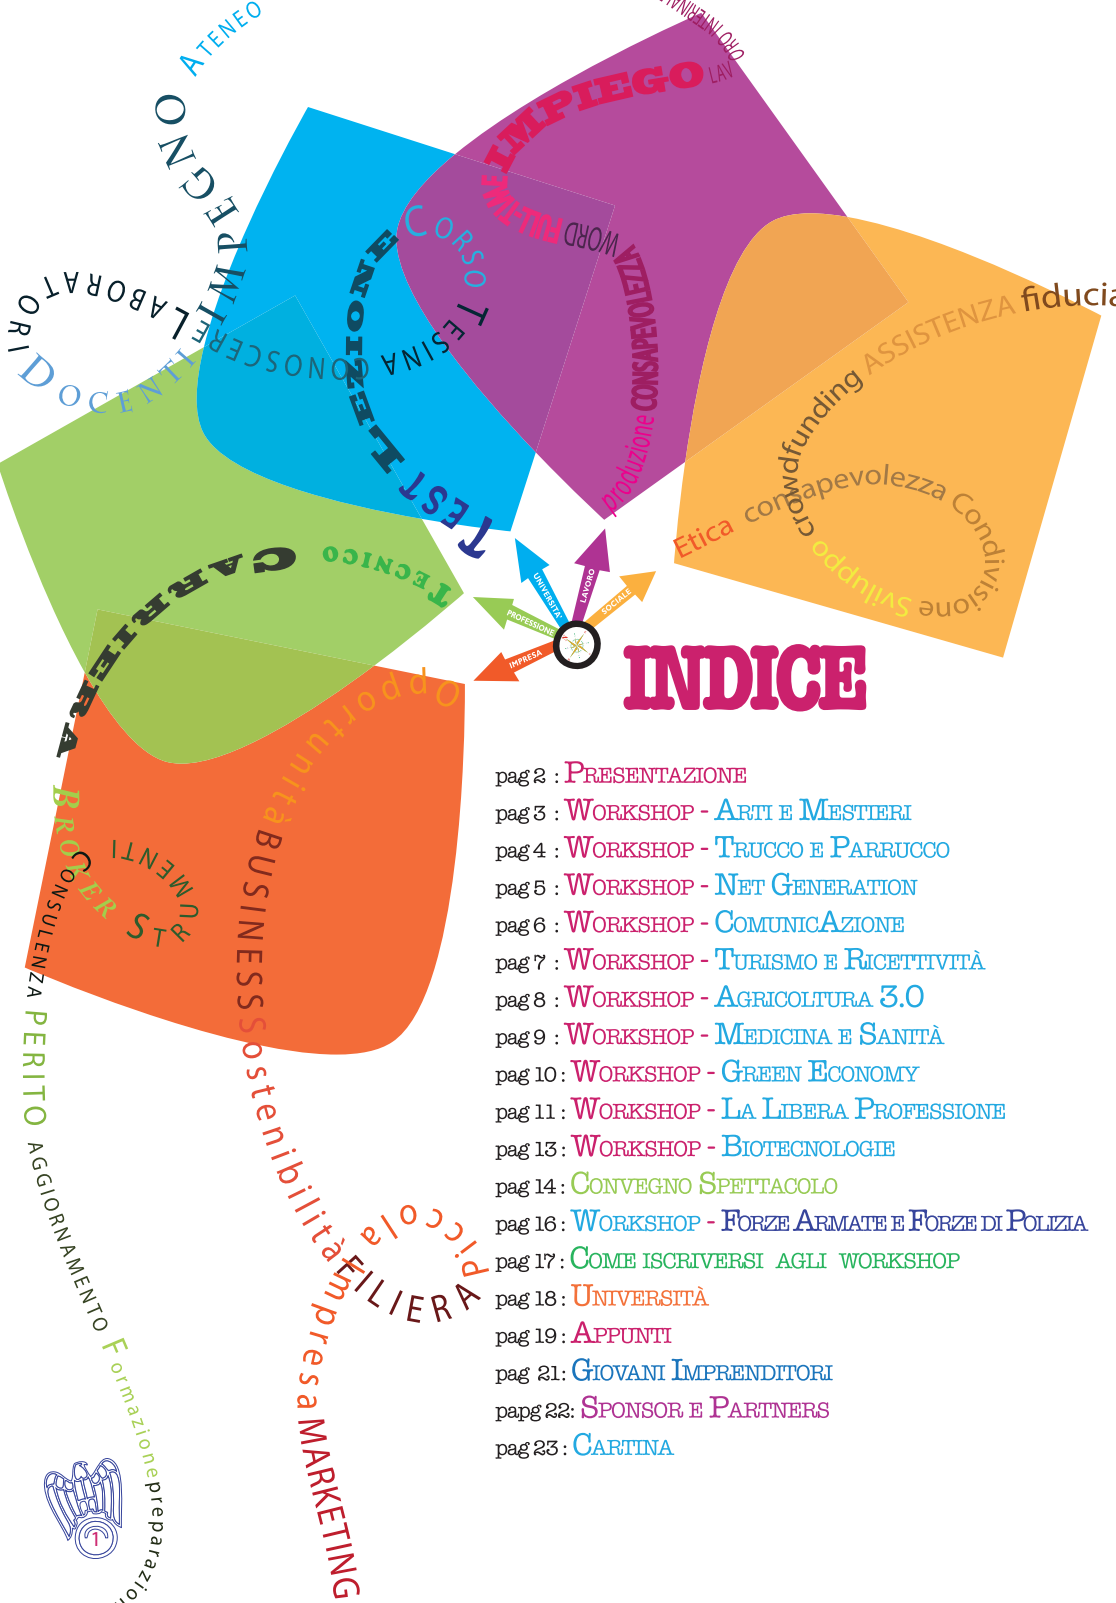 ATENEO
IMPEGNO
LABORATORI
DOCENTI
CONOSCERE
TESINA
CORSO
LEZIONE
TEST
IMPIEGO
FULL-TIME
WORD
CONSAPEVOLEZZA
produzione
fiducia
ASSISTENZA
crowdfunding
Etica consapevolezza Condivisione
Sviluppo
TECNICO
CARRIERA
BROKER
STRUMENTI
CONSULENZA
PERITO
AGGIORNAMENTO
Formazione
preparazion
Opportunità
BUSINESS
Sostenibilità
Impresa
piccola
FILIERA
MARKETING
UNIVERSITA'
LAVORO
SOCIALE
PROFESSIONE
IMPRESA
INDICE
pag 2 : PRESENTAZIONE
pag 3 : WORKSHOP - ARTI E MESTIERI
pag 4 : WORKSHOP - TRUCCO E PARRUCCO
pag 5 : WORKSHOP - NET GENERATION
pag 6 : WORKSHOP - COMUNICAZIONE
pag 7 : WORKSHOP - TURISMO E RICETTIVITÀ
pag 8 : WORKSHOP - AGRICOLTURA 3.0
pag 9 : WORKSHOP - MEDICINA E SANITÀ
pag 10 : WORKSHOP - GREEN ECONOMY
pag 11 : WORKSHOP - LA LIBERA PROFESSIONE
pag 13 : WORKSHOP - BIOTECNOLOGIE
pag 14 : CONVEGNO SPETTACOLO
pag 16 : WORKSHOP - FORZE ARMATE E FORZE DI POLIZIA
pag 17 : COME ISCRIVERSI AGLI WORKSHOP
pag 18 : UNIVERSITÀ
pag 19 : APPUNTI
pag 21: GIOVANI IMPRENDITORI
papg 22: SPONSOR E PARTNERS
pag 23 : CARTINA
1